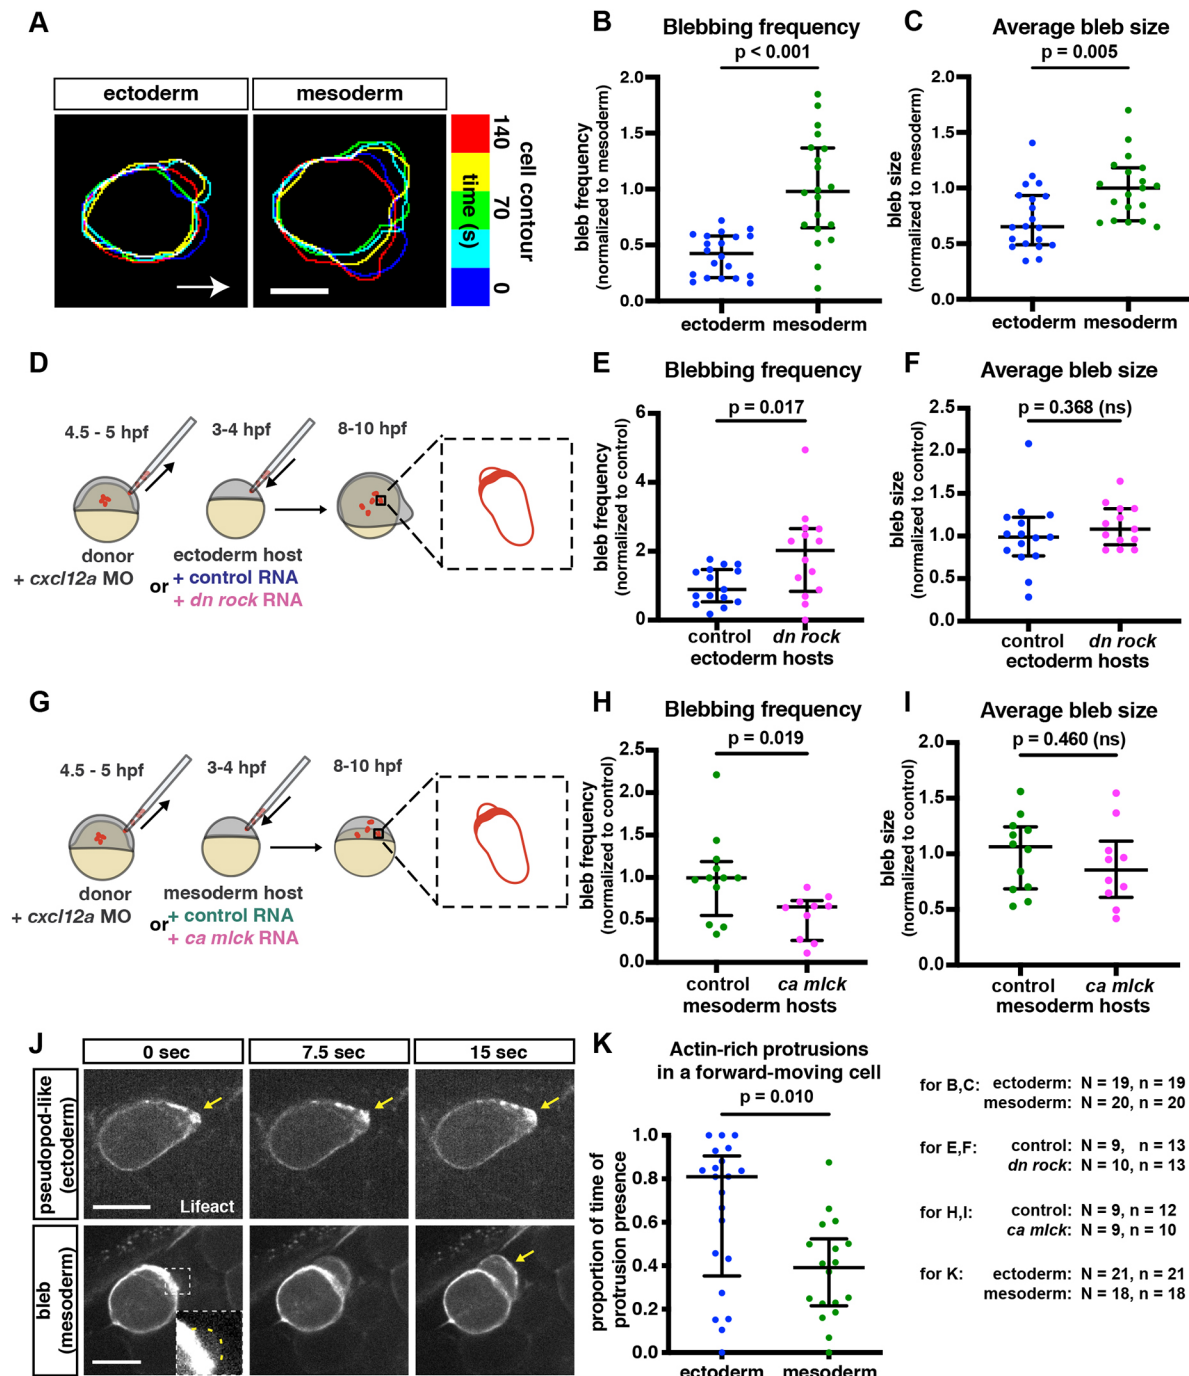 A
ectoderm
mesoderm
140
70
0
time (s)
cell contour
B
Blebbing frequency
p < 0.001
bleb frequency
(normalized to mesoderm)
2.0
1.5
1.0
0.5
0.0
ectoderm mesoderm
C
Average bleb size
p = 0.005
bleb size
(normalized to mesoderm)
2.0
1.5
1.0
0.5
0.0
ectoderm mesoderm
D
4.5 - 5 hpf
3-4 hpf
8-10 hpf
donor
+ cxcl12a MO
or
ectoderm host
+ control RNA
+ dn rock RNA
E
Blebbing frequency
p = 0.017
bleb frequency
(normalized to control)
6
4
2
0
control dn rock
ectoderm hosts
F
Average bleb size
p = 0.368 (ns)
bleb size
(normalized to control)
2.5
2.0
1.5
1.0
0.5
0.0
control dn rock
ectoderm hosts
G
4.5 - 5 hpf
3-4 hpf
8-10 hpf
donor
+ cxcl12a MO
or
mesoderm host
+ control RNA
+ ca mlck RNA
H
Blebbing frequency
p = 0.019
bleb frequency
(normalized to control)
2.5
2.0
1.5
1.0
0.5
0.0
control ca mlck
mesoderm hosts
I
Average bleb size
p = 0.460 (ns)
bleb size
(normalized to control)
2.0
1.5
1.0
0.5
0.0
control ca mlck
mesoderm hosts
J
0 sec
7.5 sec
15 sec
pseudopod-like
(ectoderm)
Lifeact
bleb
(mesoderm)
K
Actin-rich protrusions
in a forward-moving cell
p = 0.010
proportion of time of
protrusion presence
1.0
0.8
0.6
0.4
0.2
0.0
ectoderm mesoderm
for B,C: ectoderm: N = 19, n = 19
mesoderm: N = 20, n = 20
for E,F: control: N = 9, n = 13
dn rock: N = 10, n = 13
for H,I: control: N = 9, n = 12
ca mlck: N = 9, n = 10
for K: ectoderm: N = 21, n = 21
mesoderm: N = 18, n = 18